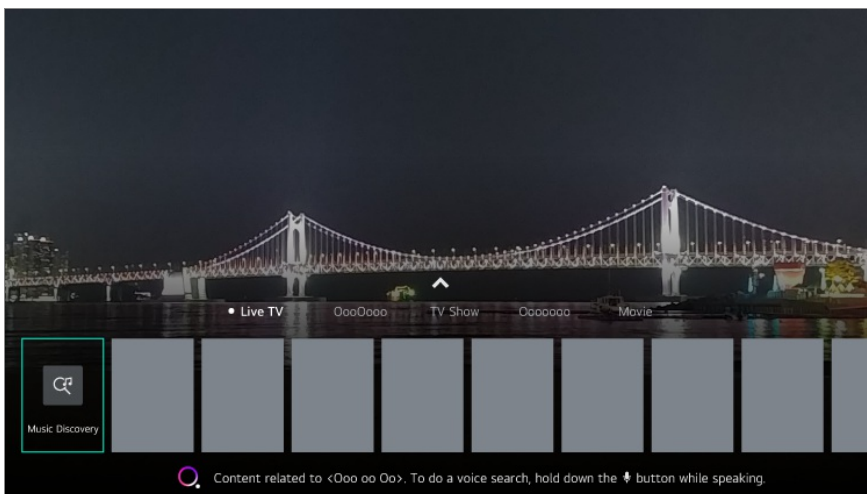 • Live TV OooOooo TV Show Ooooooo Movie
Music Discovery
Content related to <Ooo oo Oo>. To do a voice search, hold down the button while speaking.